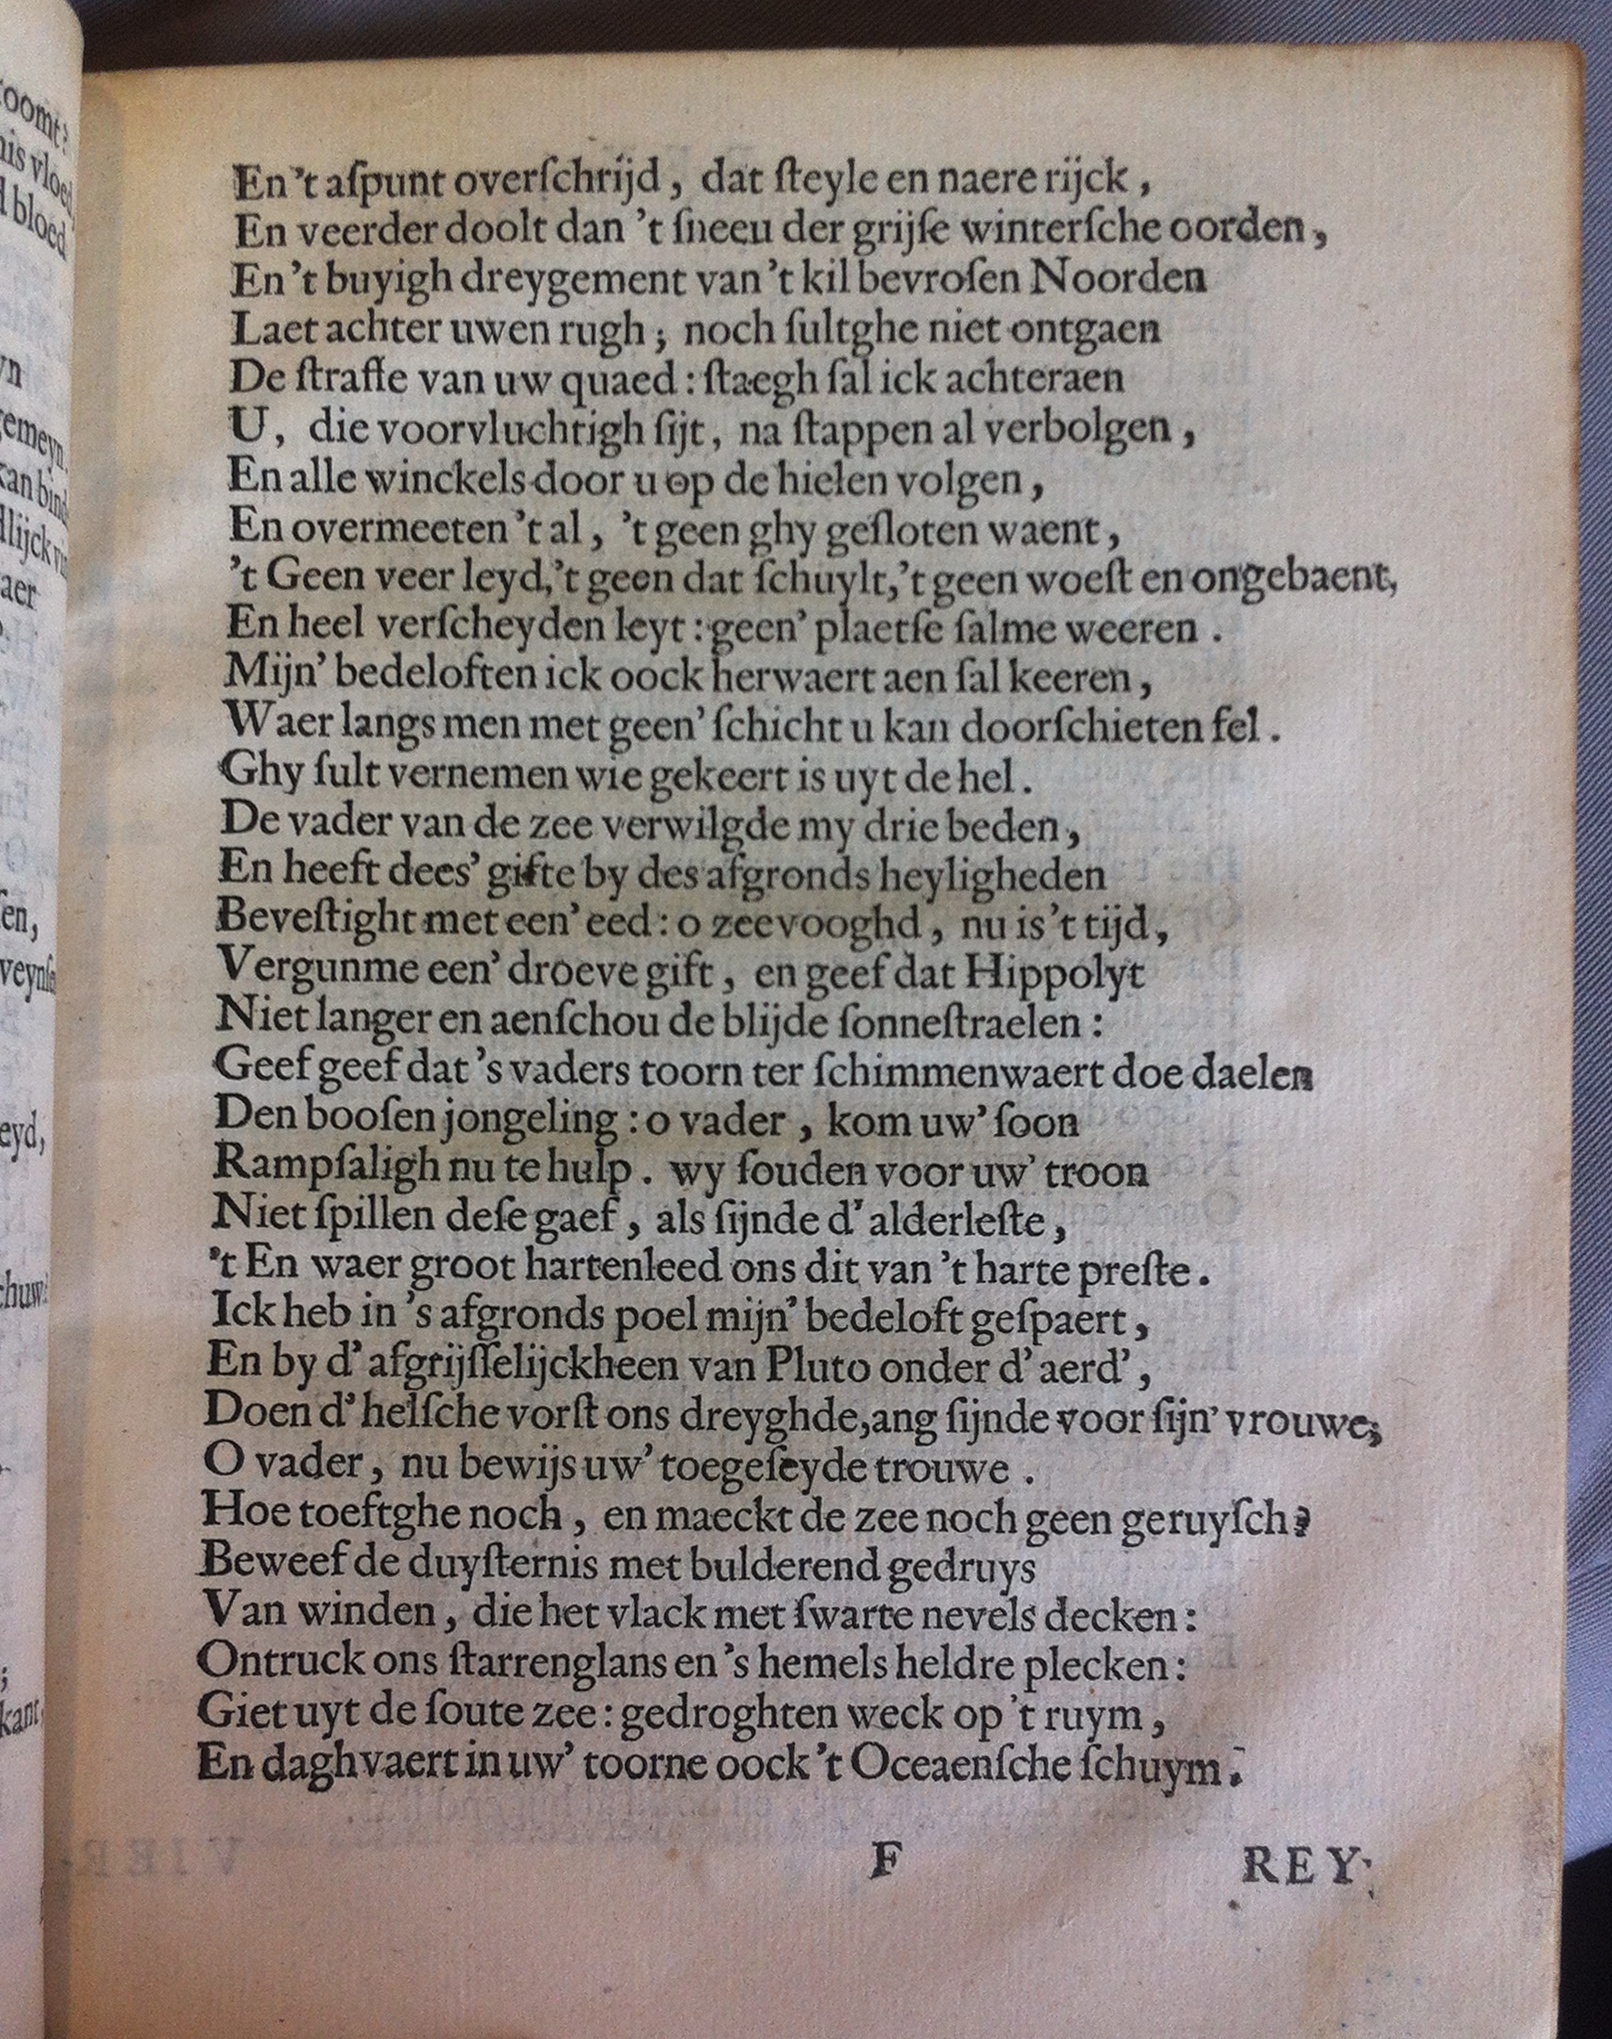 En 't aſpunt overſchrijd, dat ſteyle en naere rijck,
En veerder doolt dan 't ſneeu der grijſe winterſche oorden,
En 't buyigh dreygement van 't kil bevroſen Noorden
Laet achter uwen rugh; noch ſultghe niet ontgaen
De ſtraffe van uw quaed: ſtaegh ſal ick achteraen
U, die voorvluchtigh ſijt, na ſtappen al verbolgen,
En alle winckels door u op de hielen volgen,
En overmeeten 't al, 't geen ghy geſloten waent,
't Geen veer leyd, 't geen dat ſchuylt, 't geen woeſt en ongebaent,
En heel verſcheyden leyt: geen' plaetſe ſalme weeren.
Mijn' bedeloften ick oock herwaert aen ſal keeren,
Waer langs men met geen' ſchicht u kan doorſchieten fel.
Ghy ſult vernemen wie gekeert is uyt de hel.
De vader van de zee verwilgde my drie beden,
En heeft dees' gifte by des afgronds heyligheden
Beveſtight met een' eed: o zeevooghd, nu is 't tijd,
Vergunme een' droeve gift, en geef dat Hippolyt
Niet langer en aenſchou de blijde ſonneſtraelen:
Geef geef dat 's vaders toorn ter ſchimmenwaert doe daelen
Den booſen jongeling: o vader, kom uw' ſoon
Rampſaligh nu te hulp. wy ſouden voor uw' troon
Niet ſpillen deſe gaef, als ſijnde d' alderleſte,
't En waer groot hartenleed ons dit van 't harte preſte.
Ick heb in 's afgronds poel mijn' bedeloft geſpaert,
En by d' afgrijſſelijckheen van Pluto onder d' aerd',
Doen d' helſche vorſt ons dreyghde, ang ſijnde voor ſijn' vrouwe;
O vader, nu bewijs uw' toegeſeyde trouwe.
Hoe toeftghe noch, en maeckt de zee noch geen geruyſch?
Beweef de duyſternis met bulderend gedruys
Van winden, die het vlack met ſwarte nevels decken:
Ontruck ons ſtarrenglans en 's hemels heldre plecken:
Giet uyt de ſoute zee: gedroghten weck op 't ruym,
En daghvaert in uw' toorne oock 't Oceaenſche ſchuym.
F
REY